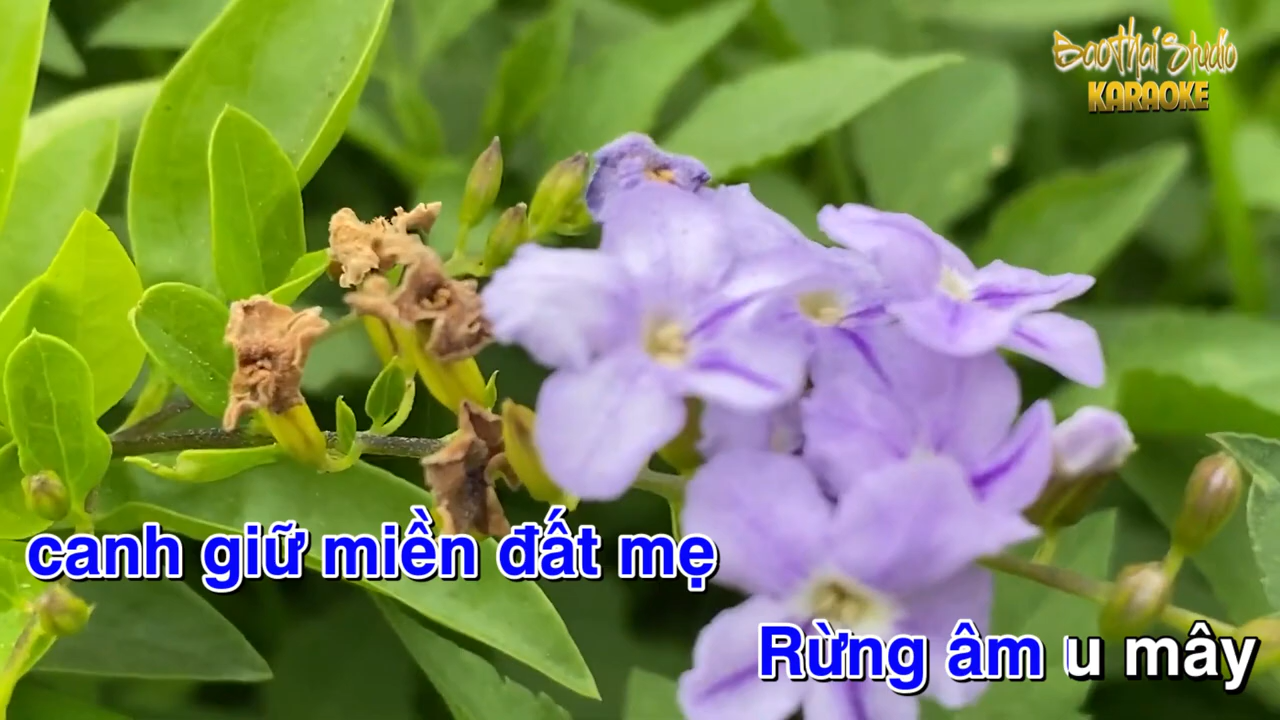 BaoThai Studio
KARAOKE
canh giữ miền đất mẹ
Rừng âm u mây